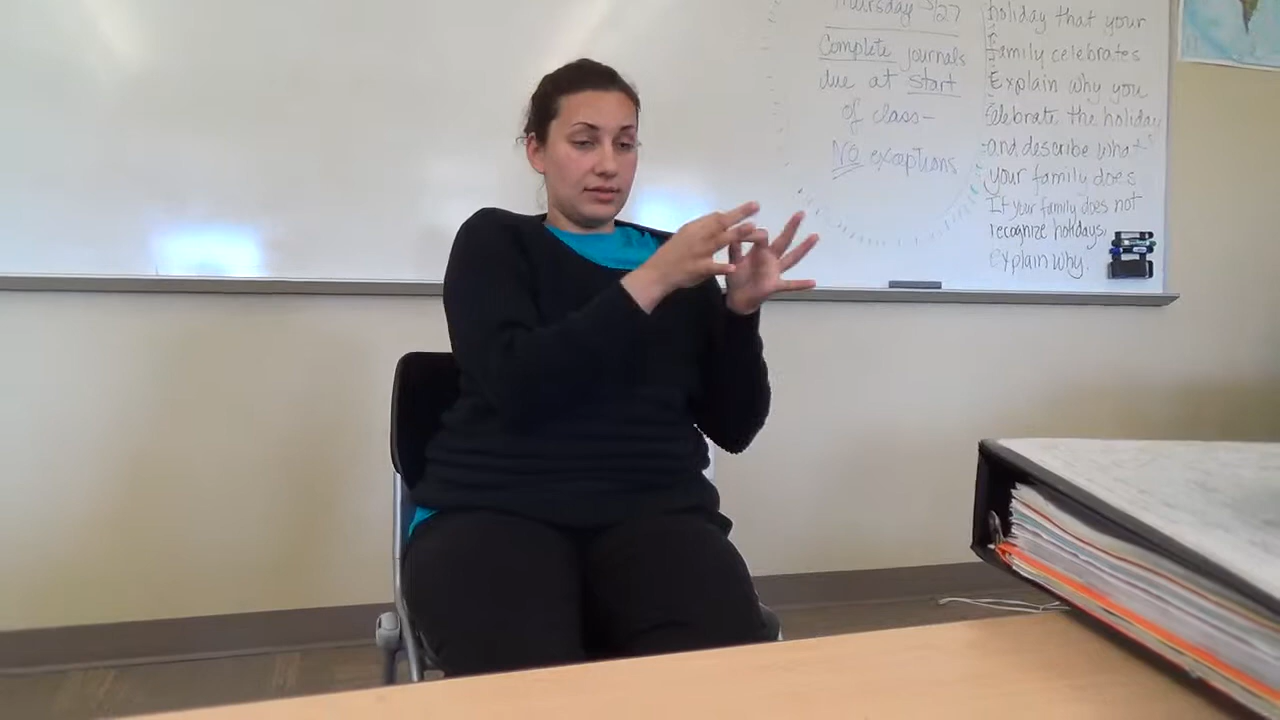 Thursday 3/27
Complete journals
due at start
of class-
NO exceptions
holiday that your
family celebrates
Explain why you
celebrate the holiday
and describe what
your family does
If your family does not
recognize holidays,
explain why.